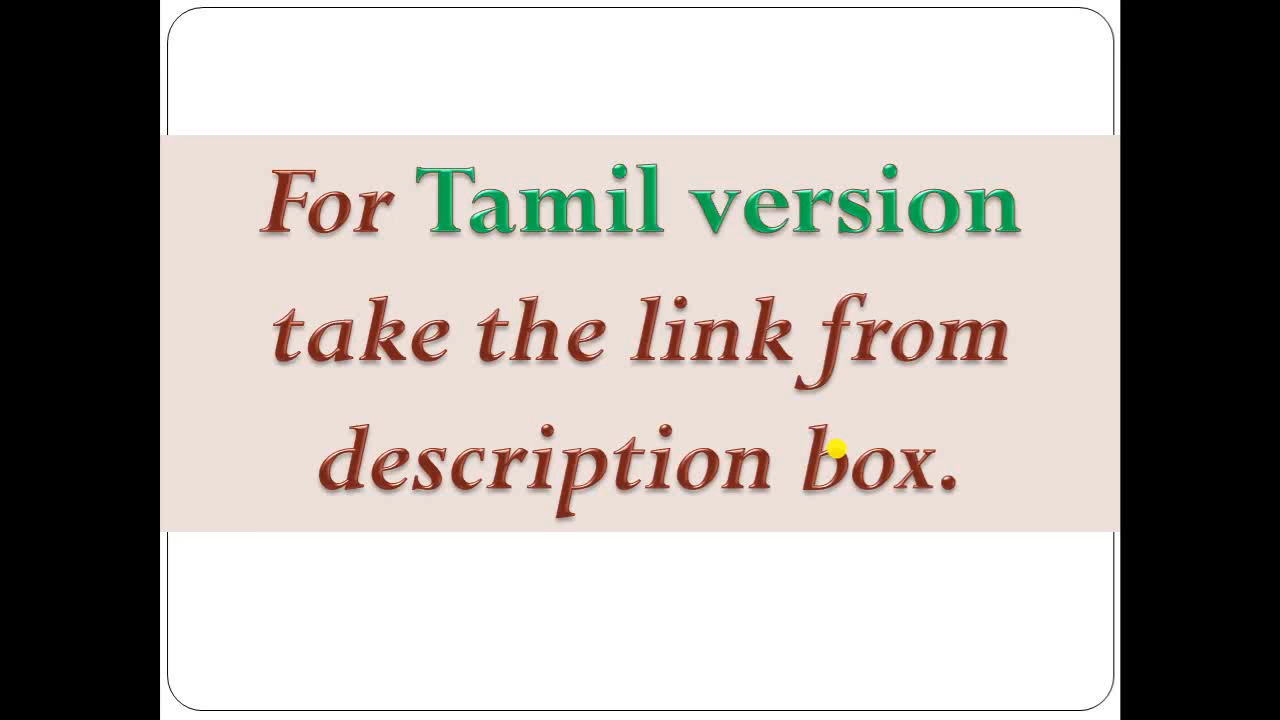 For Tamil version
take the link from
description box.